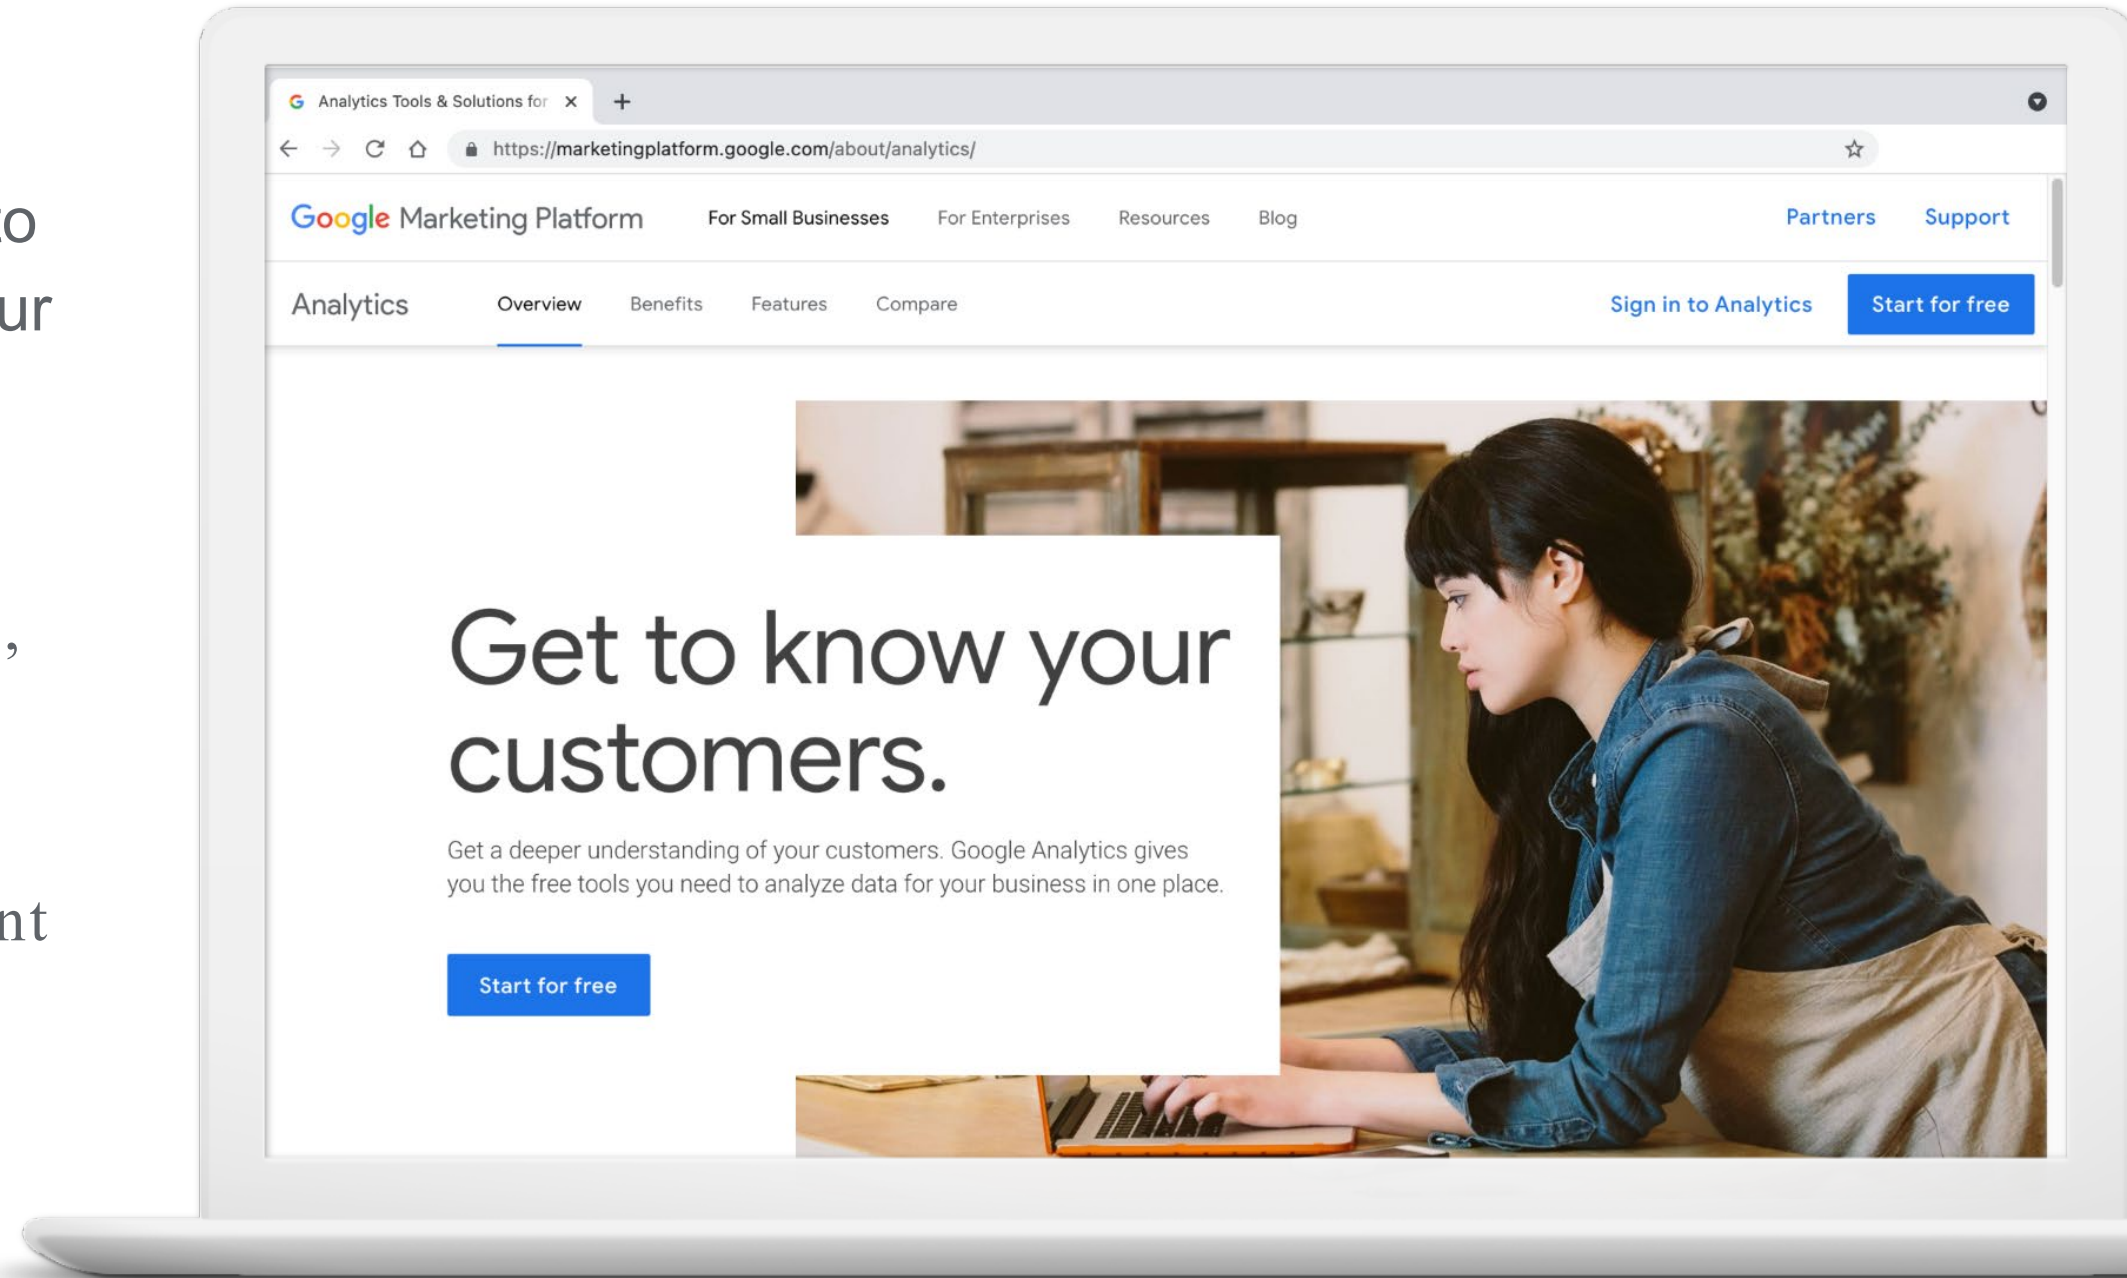 to
ur
,
nt
Analytics Tools & Solutions for
https://marketingplatform.google.com/about/analytics/
Google Marketing Platform For Small Businesses For Enterprises Resources Blog Partners Support
Analytics Overview Benefits Features Compare Sign in to Analytics Start for free
Get to know your
customers.
Get a deeper understanding of your customers. Google Analytics gives
you the free tools you need to analyze data for your business in one place.
Start for free